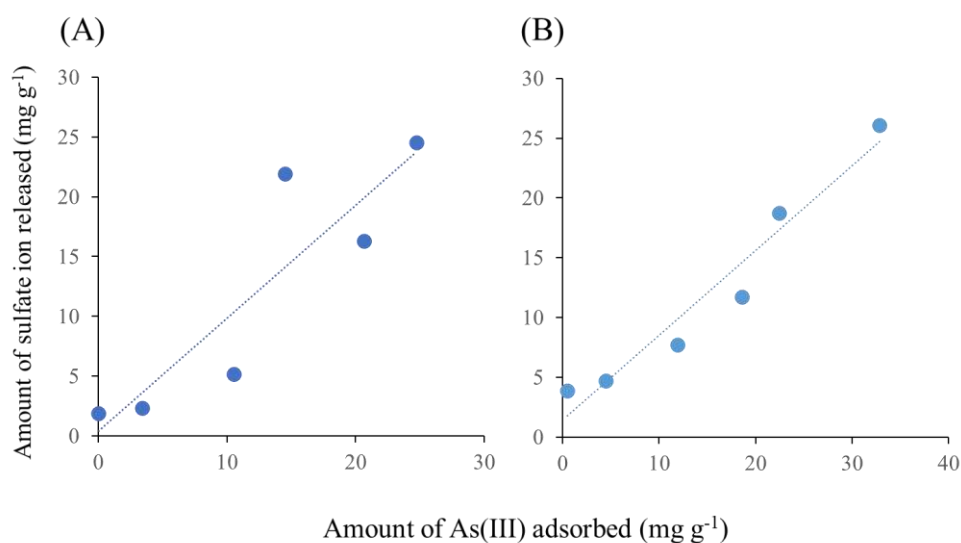 (A)
(B)
Amount of sulfate ion released (mg g⁻¹)
30
25
20
15
10
5
0
0 10 20 30
30
25
20
15
10
5
0
0 10 20 30 40
Amount of As(III) adsorbed (mg g⁻¹)